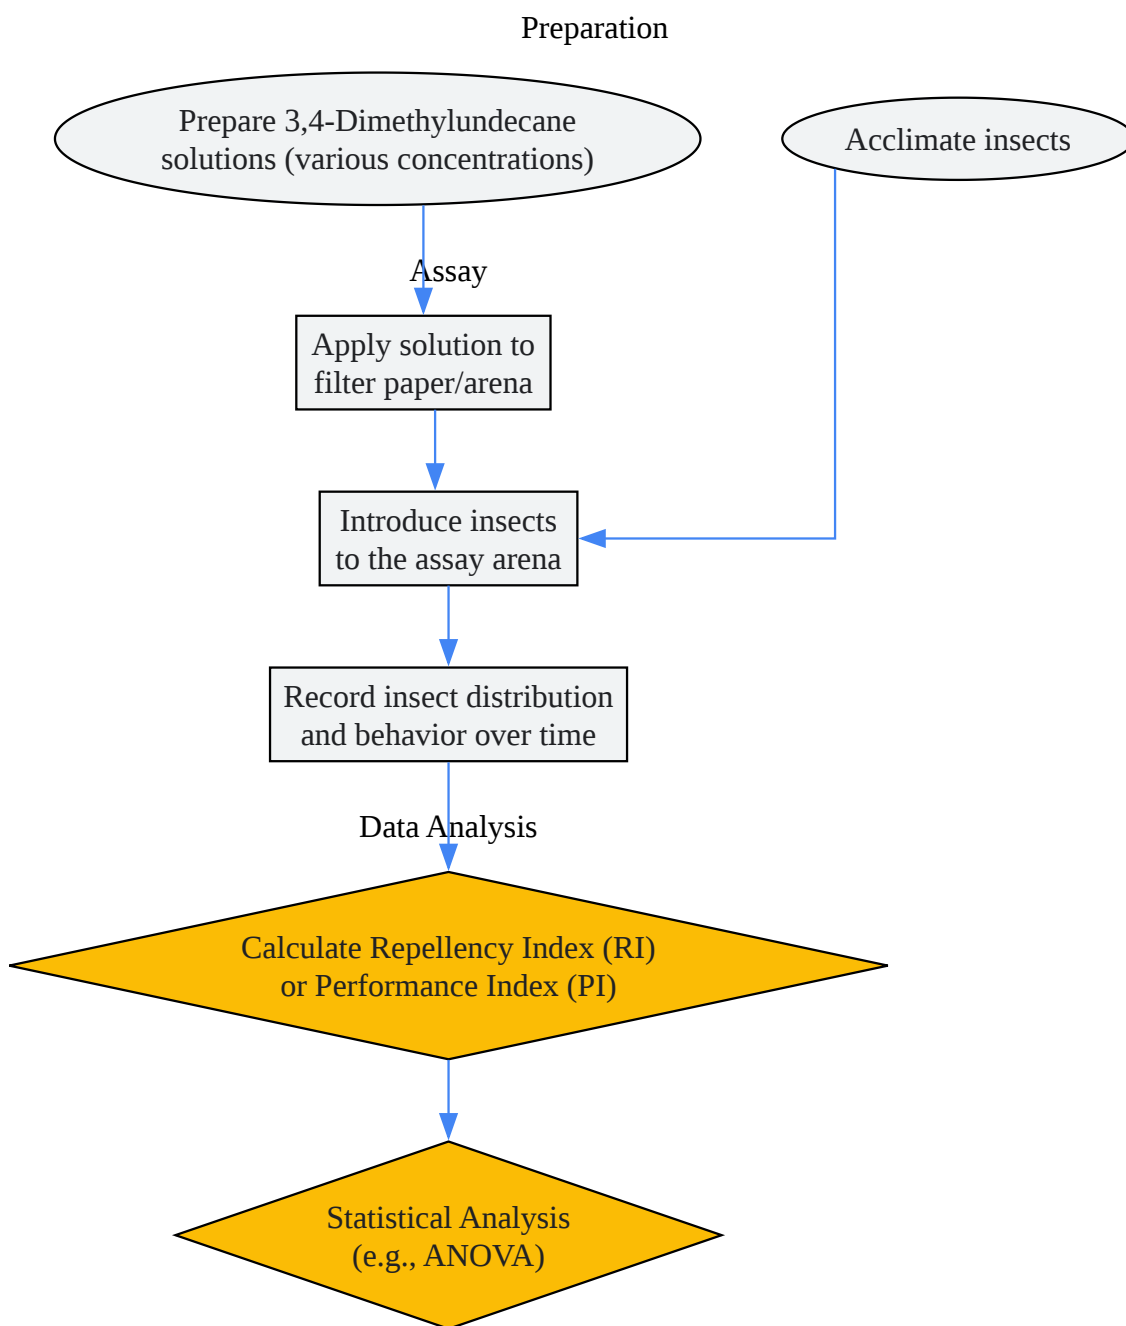 Preparation
Prepare 3,4-Dimethylundecane
solutions (various concentrations)
Acclimate insects
Assay
Apply solution to
filter paper/arena
Introduce insects
to the assay arena
Record insect distribution
and behavior over time
Data Analysis
Calculate Repellency Index (RI)
or Performance Index (PI)
Statistical Analysis
(e.g., ANOVA)